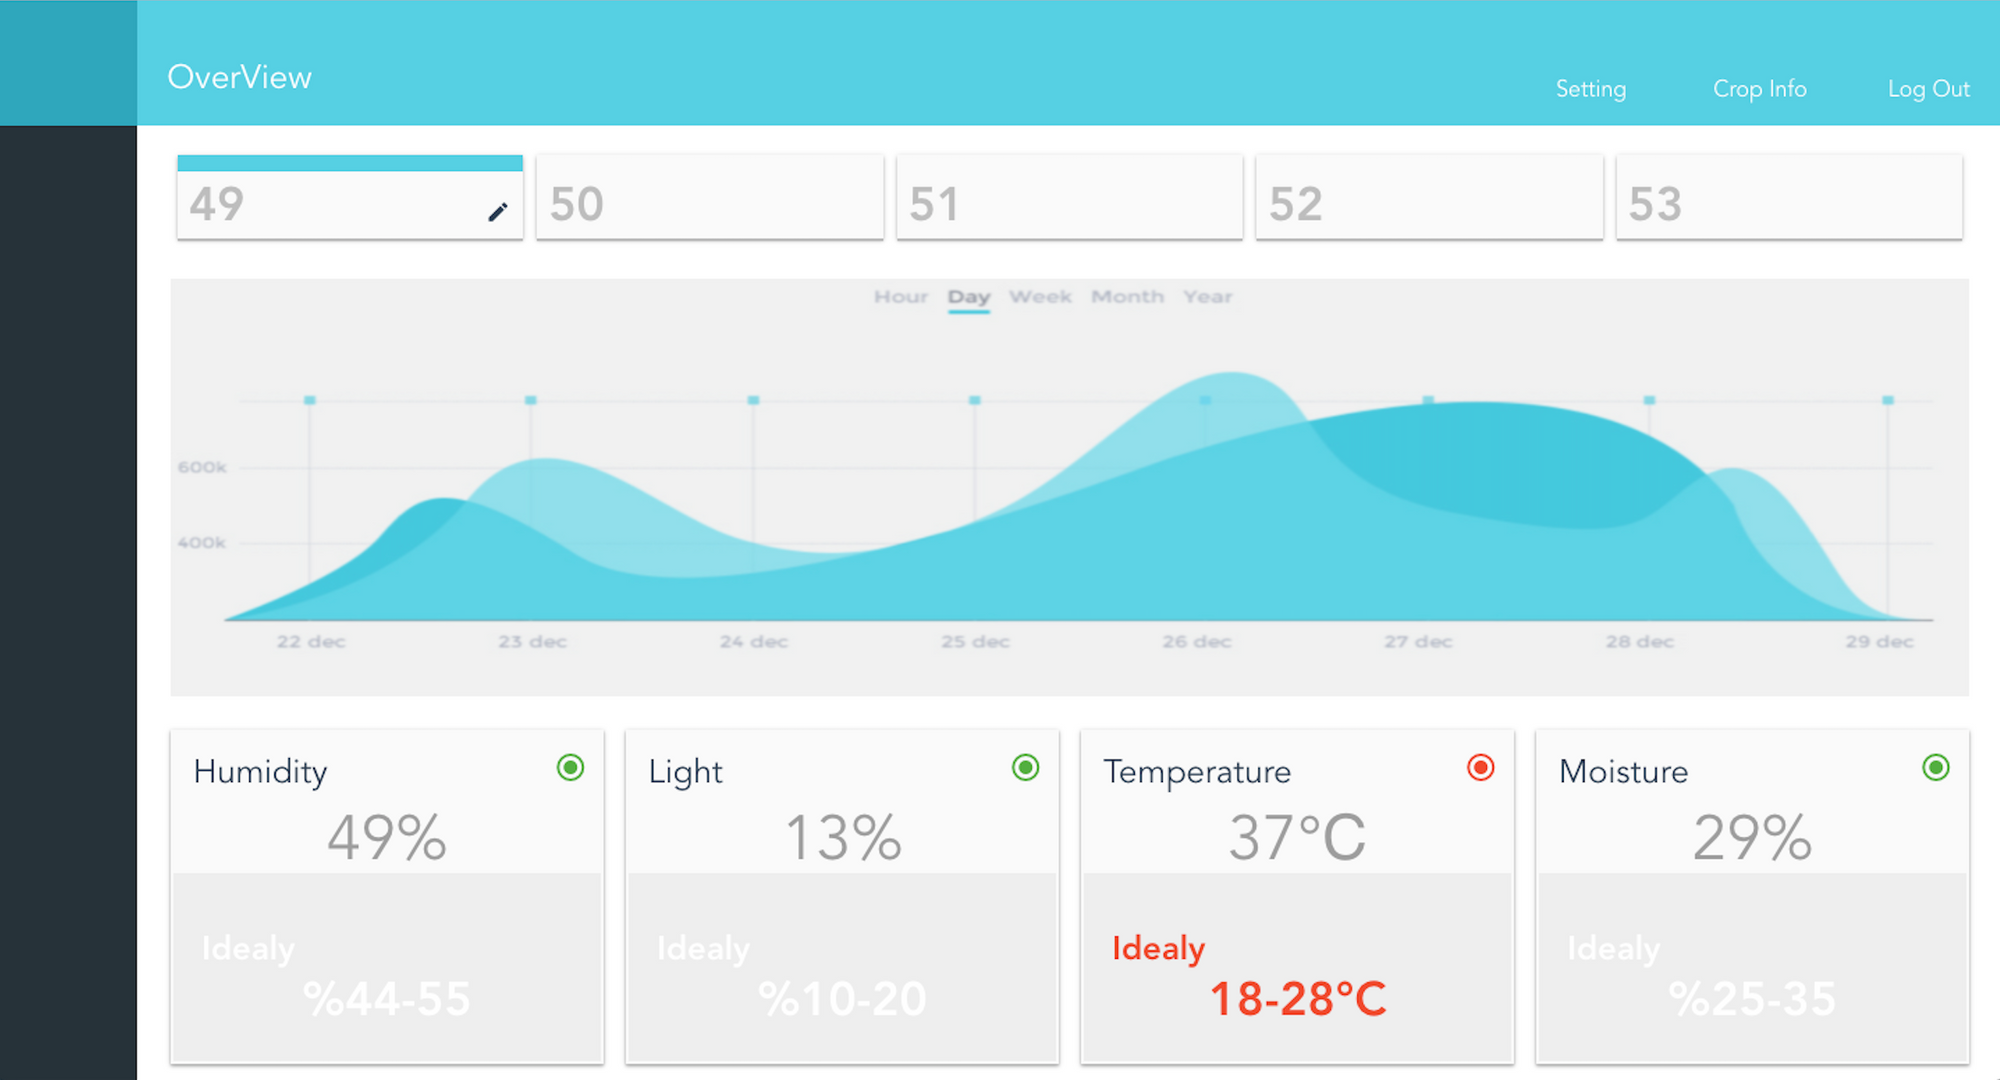 OverView
Setting Crop Info Log Out
49 50 51 52 53
Hour Day Week Month Year
600k
400k
22 dec 23 dec 24 dec 25 dec 26 dec 27 dec 28 dec 29 dec
Humidity
49%
Idealy
%44-55
Light
13%
Idealy
%10-20
Temperature
37°C
Idealy
18-28°C
Moisture
29%
Idealy
%25-35